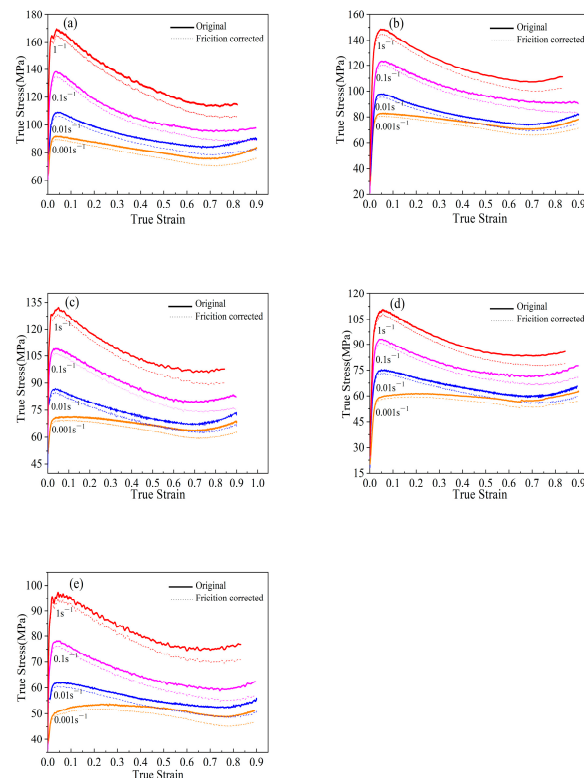 (a)
Original
Fricition corrected
1⁻¹
0.1s⁻¹
0.01s⁻¹
0.001s⁻¹
True Stress(MPa)
180
160
140
120
100
80
60
0.0 0.1 0.2 0.3 0.4 0.5 0.6 0.7 0.8 0.9
True Strain
(b)
Original
Fricition corrected
1s⁻¹
0.1s⁻¹
0.01s⁻¹
0.001s⁻¹
True Stress(MPa)
160
140
120
100
80
60
40
20
0.0 0.1 0.2 0.3 0.4 0.5 0.6 0.7 0.8 0.9
True Strain
(c)
Original
Fricition corrected
1s⁻¹
0.1s⁻¹
0.01s
0.001s⁻¹
True Stress(MPa)
135
120
105
90
75
60
45
0.0 0.1 0.2 0.3 0.4 0.5 0.6 0.7 0.8 0.9 1.0
True Strain
(d)
Original
Fricition corrected
1s⁻¹
0.1s⁻¹
0.01s⁻¹
0.001s⁻¹
True Stress(MPa)
120
105
90
75
60
45
30
15
0.0 0.1 0.2 0.3 0.4 0.5 0.6 0.7 0.8 0.9
True Strain
(e)
Original
Fricition corrected
1s⁻¹
0.1s⁻¹
0.01s⁻¹
0.001s⁻¹
True Stress(MPa)
100
90
80
70
60
50
40
0.0 0.1 0.2 0.3 0.4 0.5 0.6 0.7 0.8 0.9
True Strain